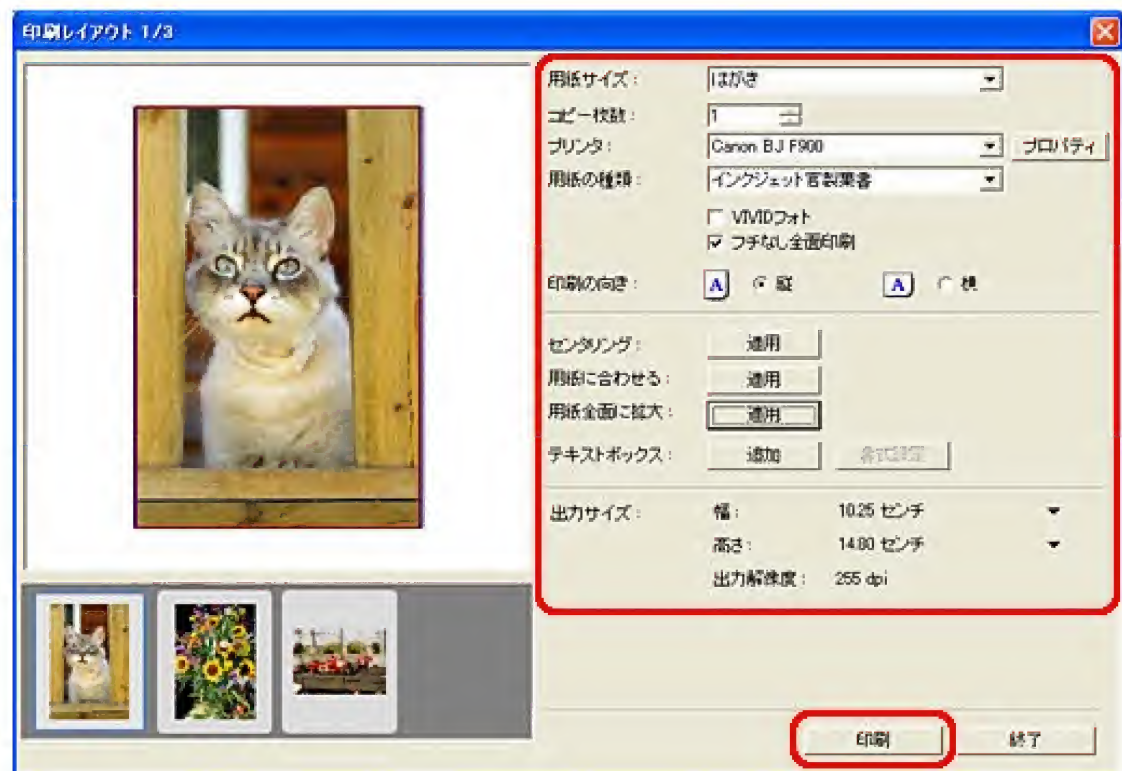 印刷レイアウト 1/3
用紙サイズ： はがき
コピー枚数： 1
プリンタ： Canon BJ F900 プロパティ
用紙の種類： インクジェット官製葉書
VIVIDフォト
フチなし全面印刷
印刷の向き： A 縦 A 横
センタリング： 適用
用紙に合わせる： 適用
用紙全面に拡大： 適用
テキストボックス： 追加 書式設定
出力サイズ： 幅： 10.25 センチ
高さ： 14.80 センチ
出力解像度： 255 dpi
印刷 終了